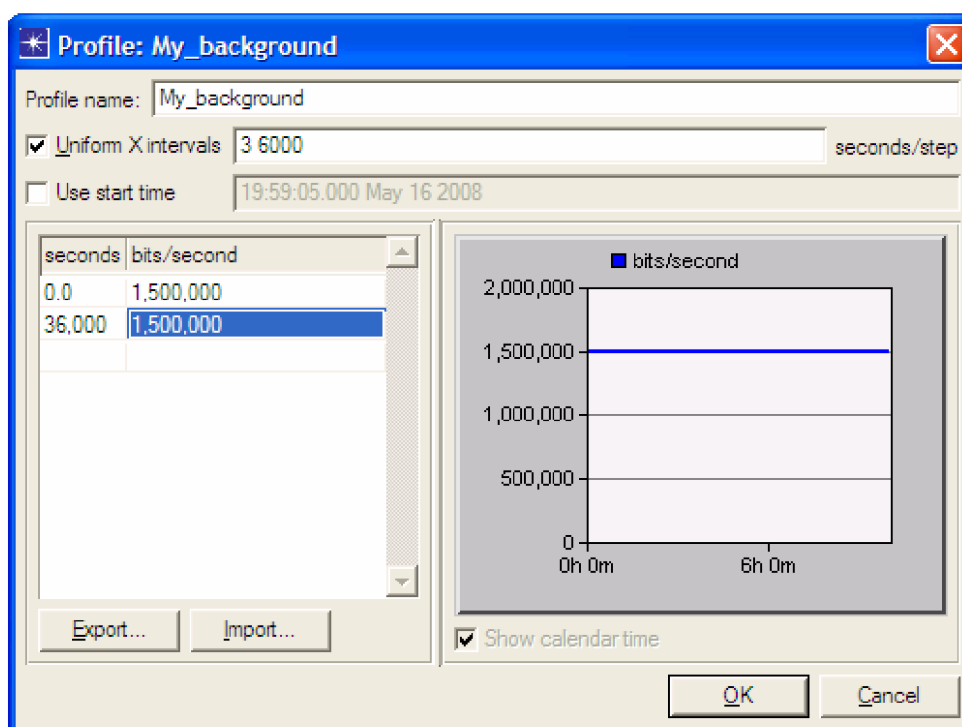 Profile: My_background
Profile name: My_background
Uniform X intervals 3 6000 seconds/step
Use start time 19:59:05.000 May 16 2008
seconds bits/second
0.0 1,500,000
36,000 1,500,000
Export... Import...
bits/second
2,000,000
1,500,000
1,000,000
500,000
0
0h 0m 6h 0m
Show calendar time
OK Cancel